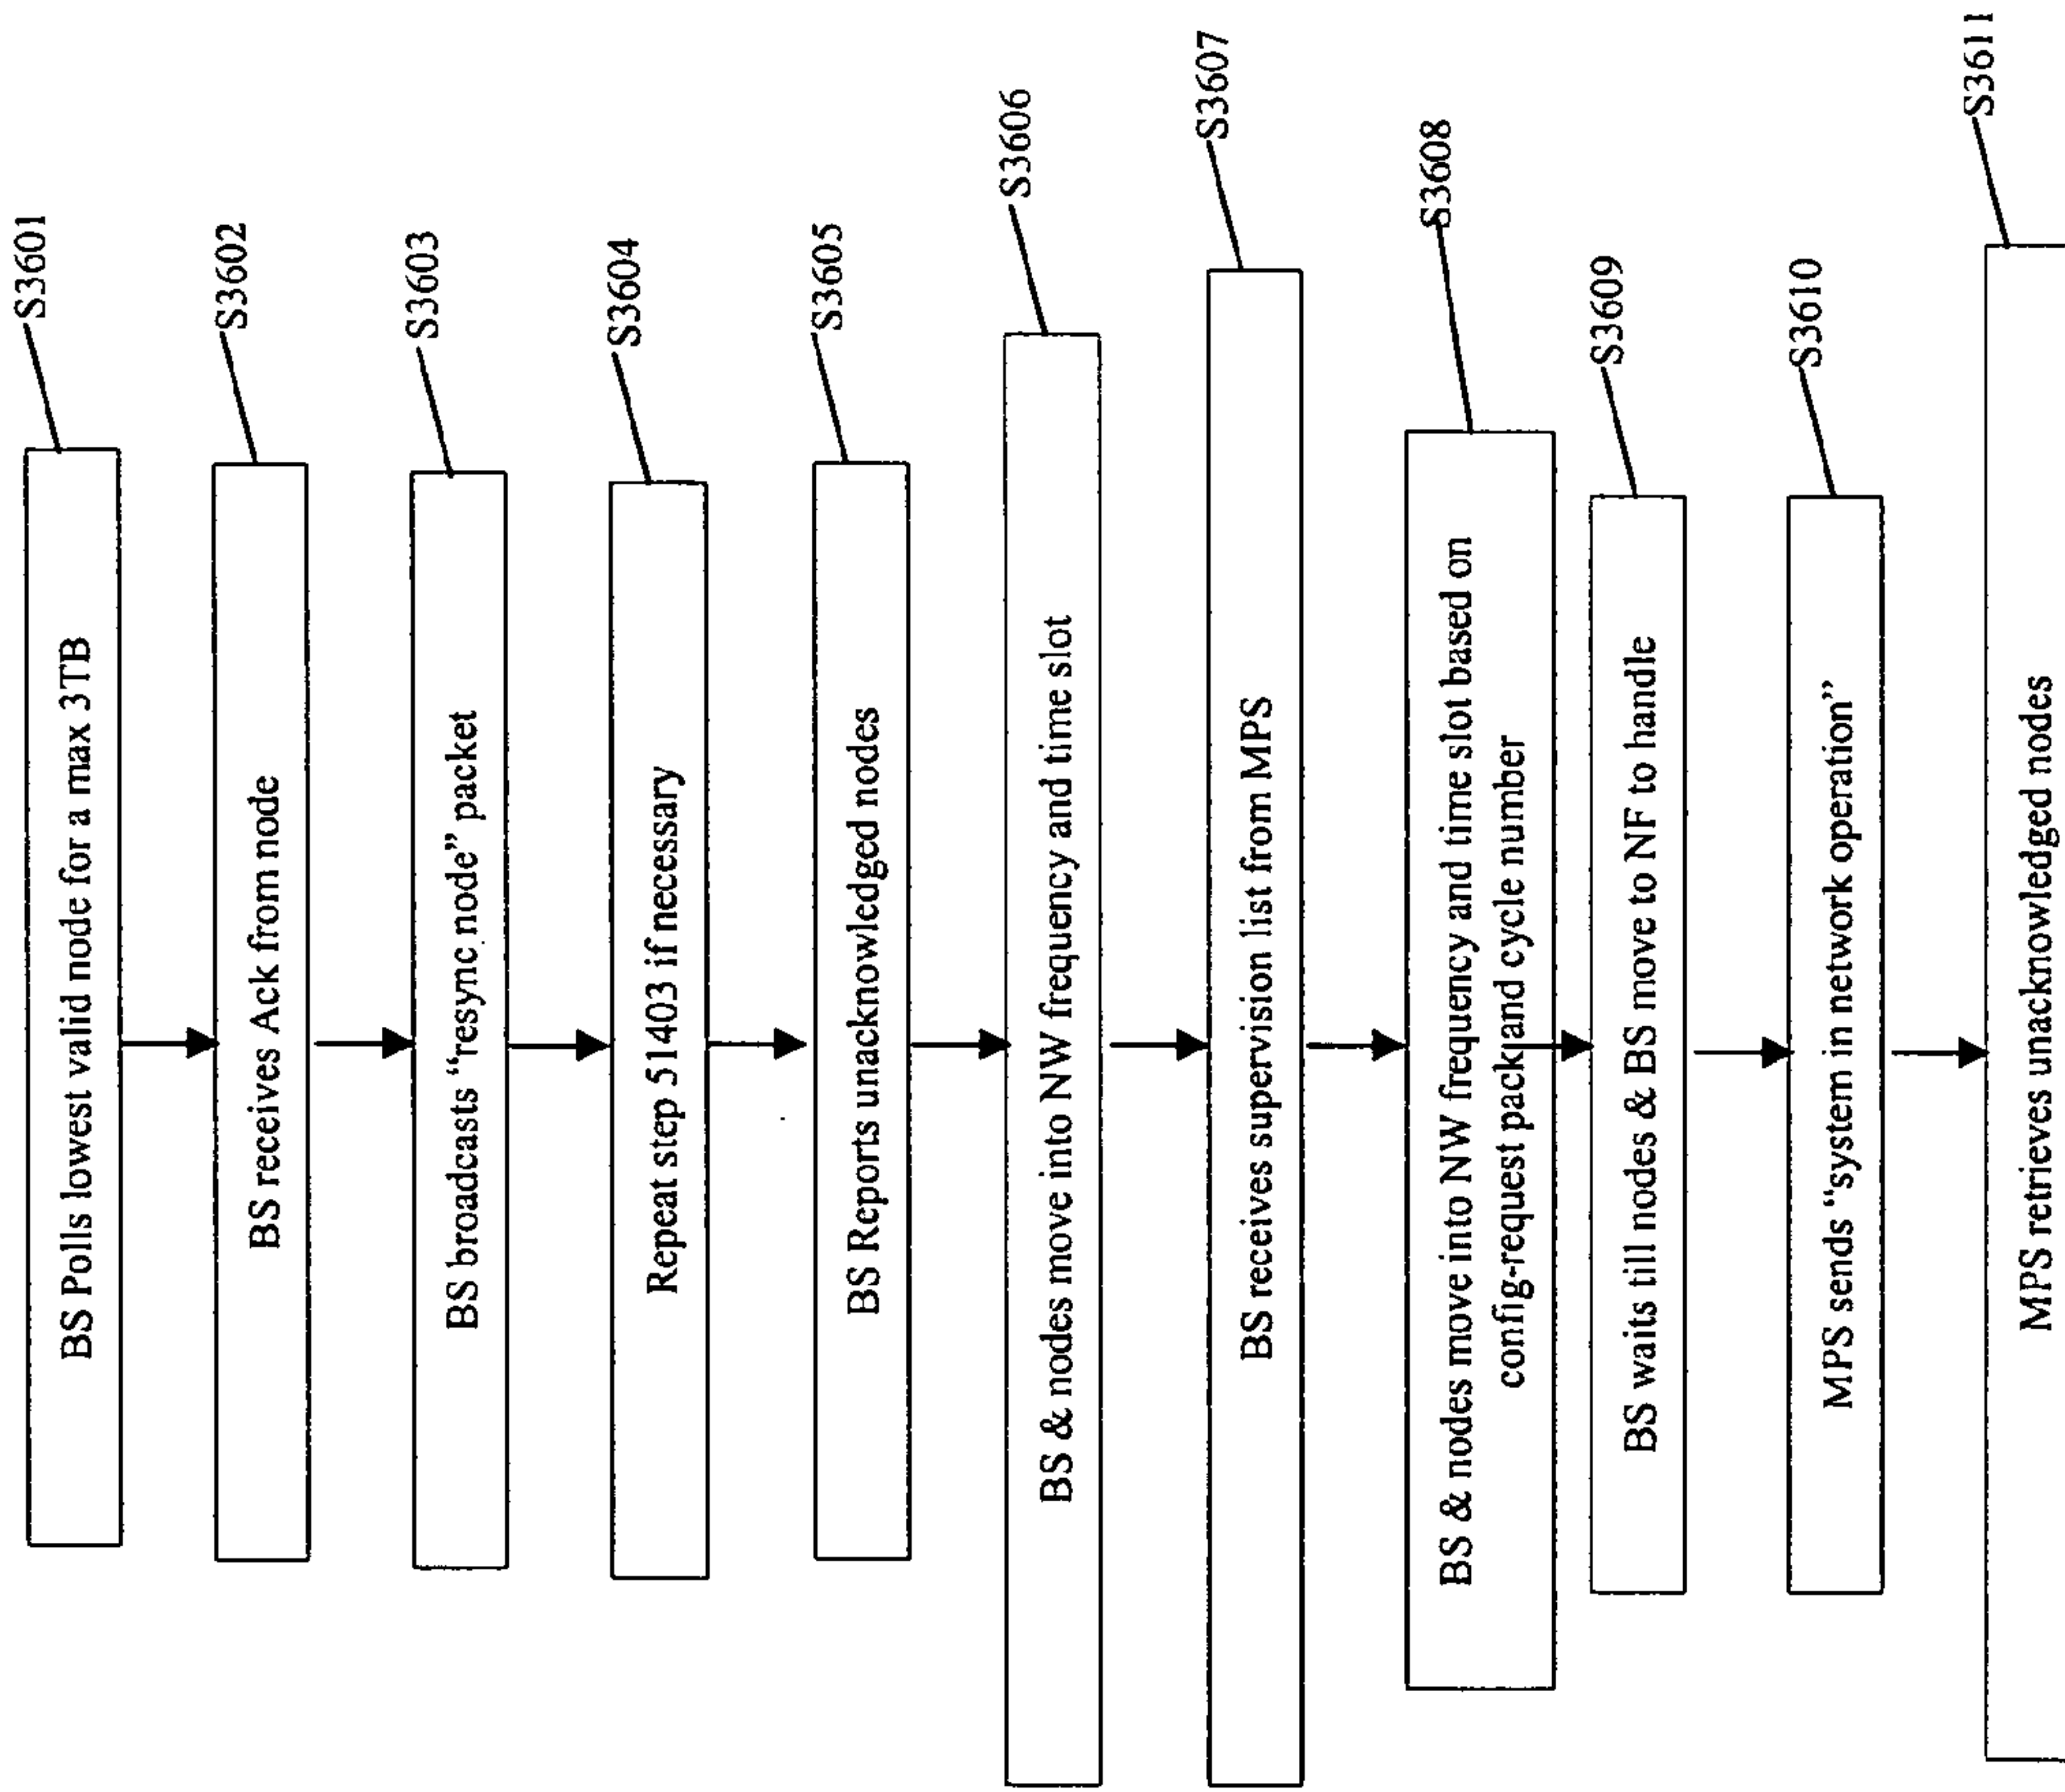 S3601
BS Polls lowest valid node for a max 3TB
S3602
BS receives Ack from node
S3603
BS broadcasts “resync node” packet
S3604
Repeat step 51403 if necessary
S3605
BS Reports unacknowledged nodes
S3606
BS & nodes move into NW frequency and time slot
S3607
BS receives supervision list from MPS
S3608
BS & nodes move into NW frequency and time slot based on
config-request pack and cycle number
S3609
BS waits till nodes & BS move to NF to handle
S3610
MPS sends “system in network operation”
S3611
MPS retrieves unacknowledged nodes